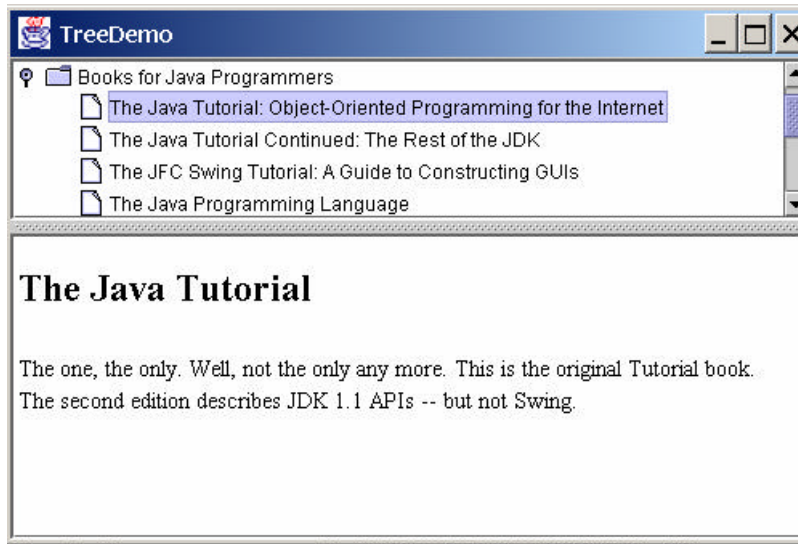 TreeDemo
Books for Java Programmers
The Java Tutorial: Object-Oriented Programming for the Internet
The Java Tutorial Continued: The Rest of the JDK
The JFC Swing Tutorial: A Guide to Constructing GUIs
The Java Programming Language
The Java Tutorial
The one, the only. Well, not the only any more. This is the original Tutorial book.
The second edition describes JDK 1.1 APIs -- but not Swing.